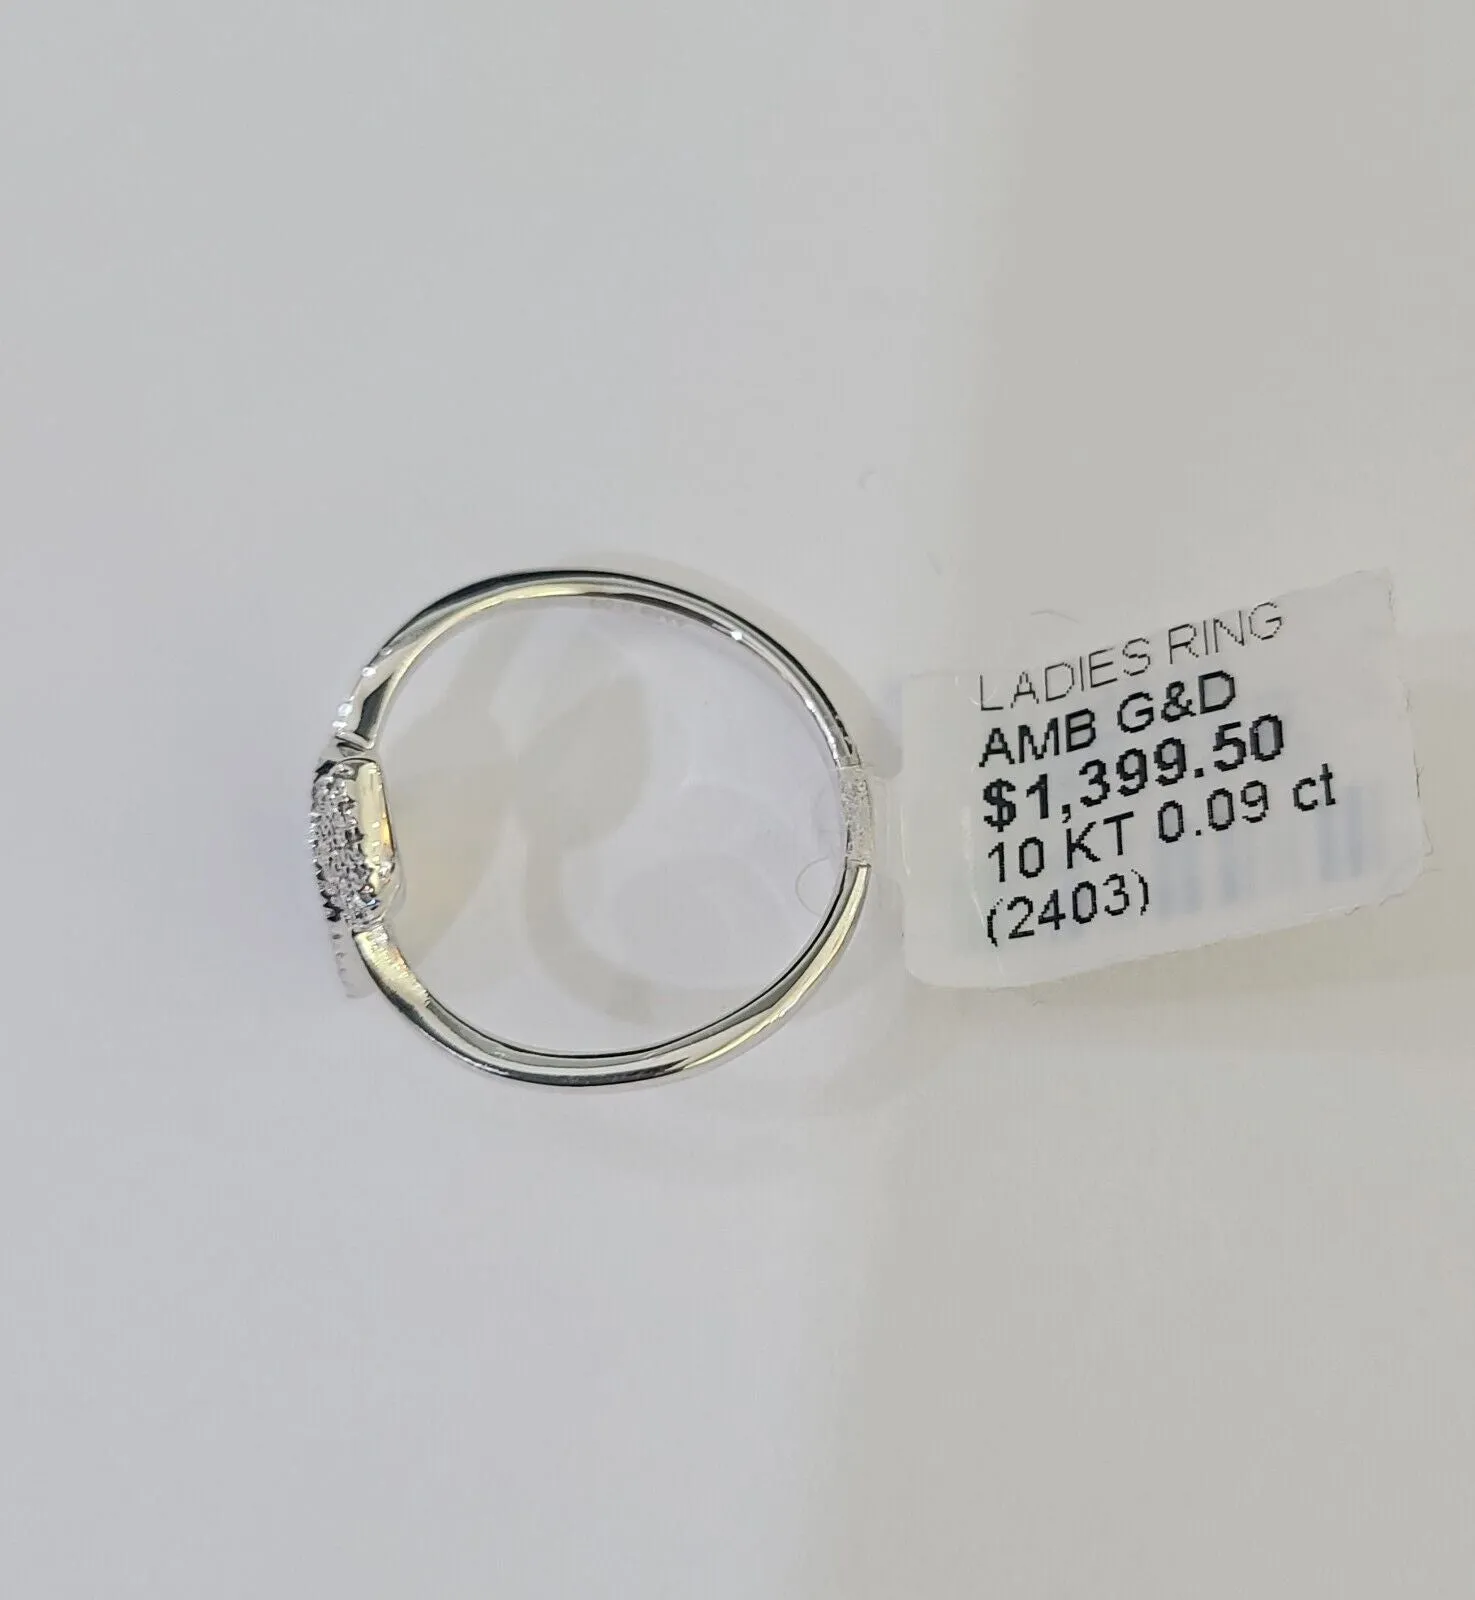 LADIES RING
AMB G&D
$1,399.50
10 KT 0.09 ct
(2403)